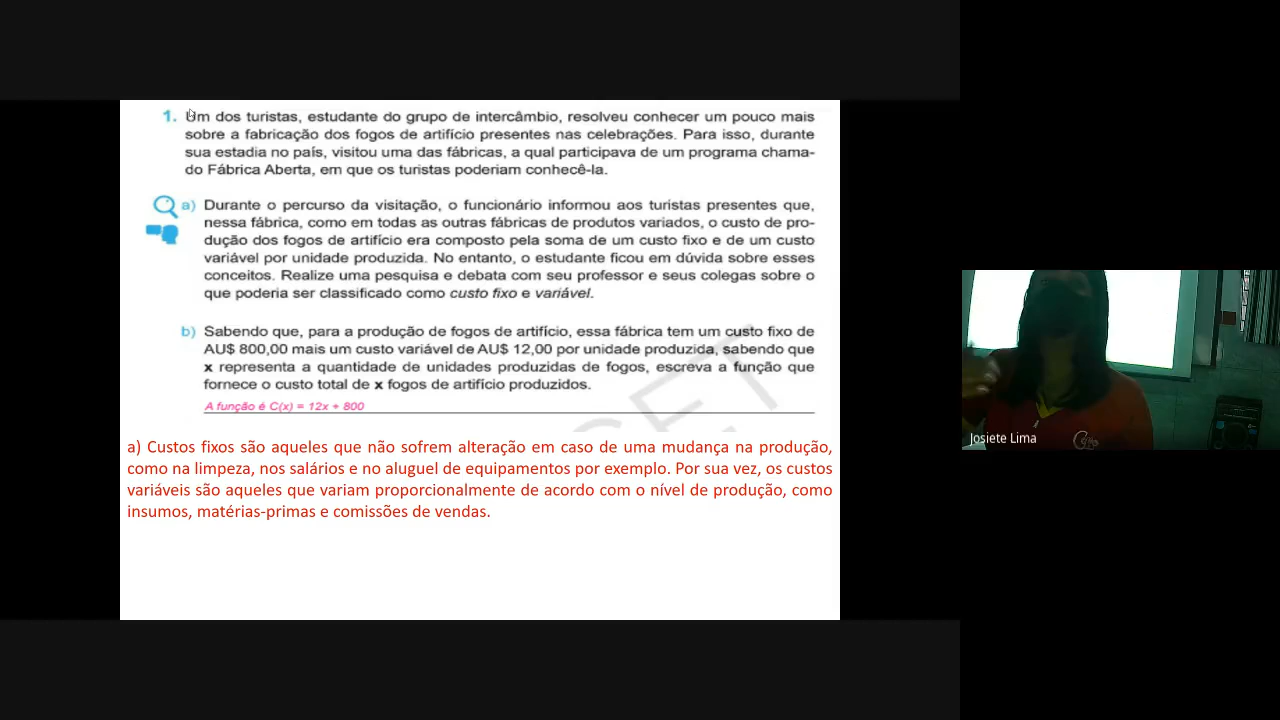 1. Um dos turistas, estudante do grupo de intercâmbio, resolveu conhecer um pouco mais
sobre a fabricação dos fogos de artifício presentes nas celebrações. Para isso, durante
sua estadia no país, visitou uma das fábricas, a qual participava de um programa chama-
do Fábrica Aberta, em que os turistas poderiam conhecê-la.
a) Durante o percurso da visitação, o funcionário informou aos turistas presentes que,
nessa fábrica, como em todas as outras fábricas de produtos variados, o custo de pro-
dução dos fogos de artifício era composto pela soma de um custo fixo e de um custo
variável por unidade produzida. No entanto, o estudante ficou em dúvida sobre esses
conceitos. Realize uma pesquisa e debata com seu professor e seus colegas sobre o
que poderia ser classificado como custo fixo e variável.
b) Sabendo que, para a produção de fogos de artifício, essa fábrica tem um custo fixo de
AU$ 800,00 mais um custo variável de AU$ 12,00 por unidade produzida, sabendo que
x representa a quantidade de unidades produzidas de fogos, escreva a função que
fornece o custo total de x fogos de artifício produzidos.
A função é C(x) = 12x + 800
a) Custos fixos são aqueles que não sofrem alteração em caso de uma mudança na produção,
como na limpeza, nos salários e no aluguel de equipamentos por exemplo. Por sua vez, os custos
variáveis são aqueles que variam proporcionalmente de acordo com o nível de produção, como
insumos, matérias-primas e comissões de vendas.
Josiete Lima